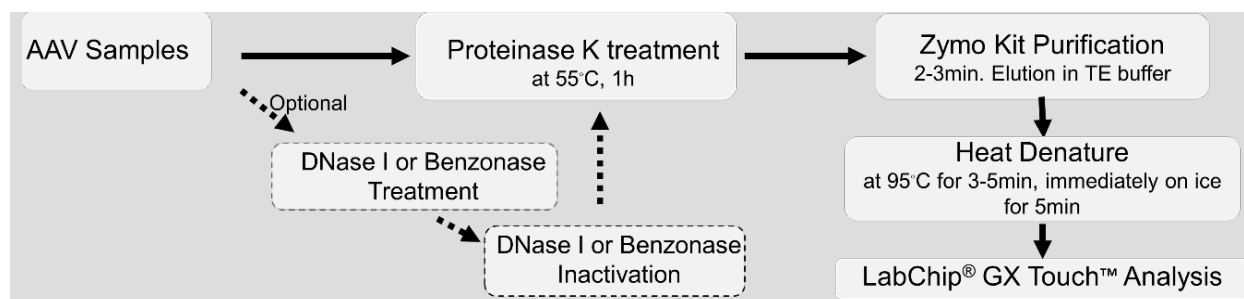 AAV Samples
Proteinase K treatment
at 55°C, 1h
Zymo Kit Purification
2-3min. Elution in TE buffer
Optional
DNase I or Benzonase
Treatment
DNase I or Benzonase
Inactivation
Heat Denature
at 95°C for 3-5min, immediately on ice
for 5min
LabChip® GX Touch™ Analysis